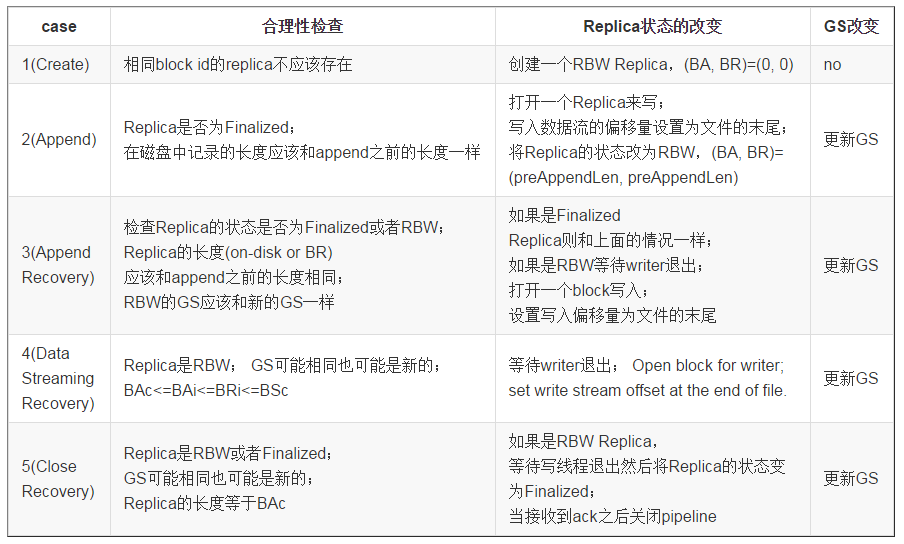 case
合理性检查
Replica状态的改变
GS改变
1(Create)
相同block id的replica不应该存在
创建一个RBW Replica，(BA, BR)=(0, 0)
no
2(Append)
Replica是否为Finalized；
在磁盘中记录的长度应该和append之前的长度一样
打开一个Replica来写；
写入数据流的偏移量设置为文件的末尾；
将Replica的状态改为RBW，(BA, BR)=
(preAppendLen, preAppendLen)
更新GS
3(Append
Recovery)
检查Replica的状态是否为Finalized或者RBW；
Replica的长度(on-disk or BR)
应该和append之前的长度相同；
RBW的GS应该和新的GS一样
如果是Finalized
Replica则和上面的情况一样；
如果是RBW等待writer退出；
打开一个block写入；
设置写入偏移量为文件的末尾
更新GS
4(Data
Streaming
Recovery)
Replica是RBW； GS可能相同也可能是新的；
BAc<=BAi<=BRi<=BSc
等待writer退出； Open block for writer;
set write stream offset at the end of file.
更新GS
5(Close
Recovery)
Replica是RBW或者Finalized；
GS可能相同也可能是新的；
Replica的长度等于BAc
如果是RBW Replica，
等待写线程退出然后将Replica的状态变
为Finalized；
当接收到ack之后关闭pipeline
更新GS